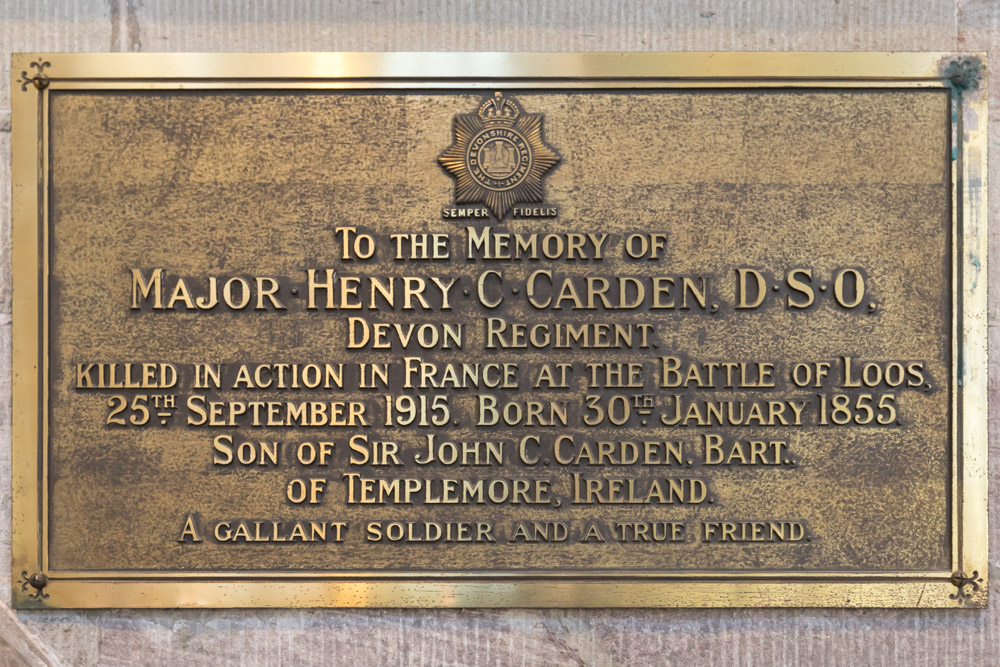 THE DEVONSHIRE REGIMENT
SEMPER FIDELIS
TO THE MEMORY OF
MAJOR·HENRY·C·CARDEN, D·S·O,
DEVON REGIMENT.
KILLED IN ACTION IN FRANCE AT THE BATTLE OF LOOS,
25TH SEPTEMBER 1915. BORN 30TH JANUARY 1855.
SON OF SIR JOHN C. CARDEN, BART.,
OF TEMPLEMORE, IRELAND.
A GALLANT SOLDIER AND A TRUE FRIEND.